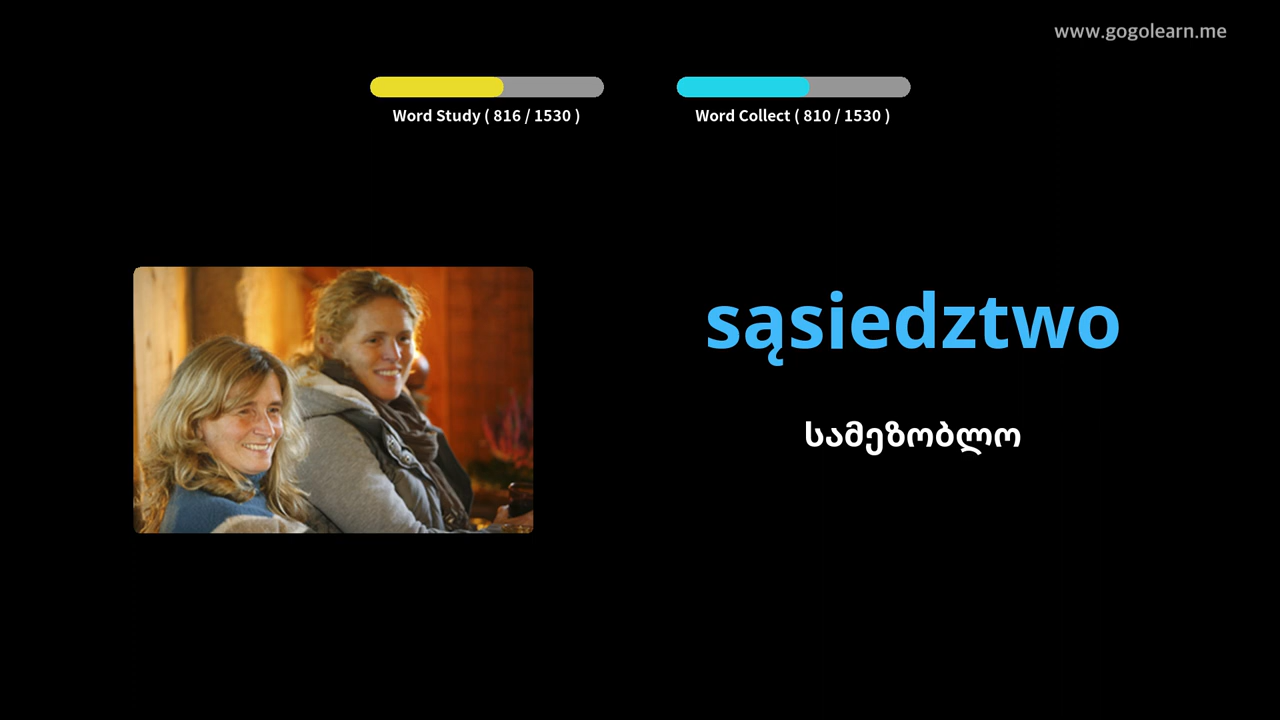 www.gogolearn.me
Word Study ( 816 / 1530 )
Word Collect ( 810 / 1530 )
sąsiedztwo
სამეზობლო